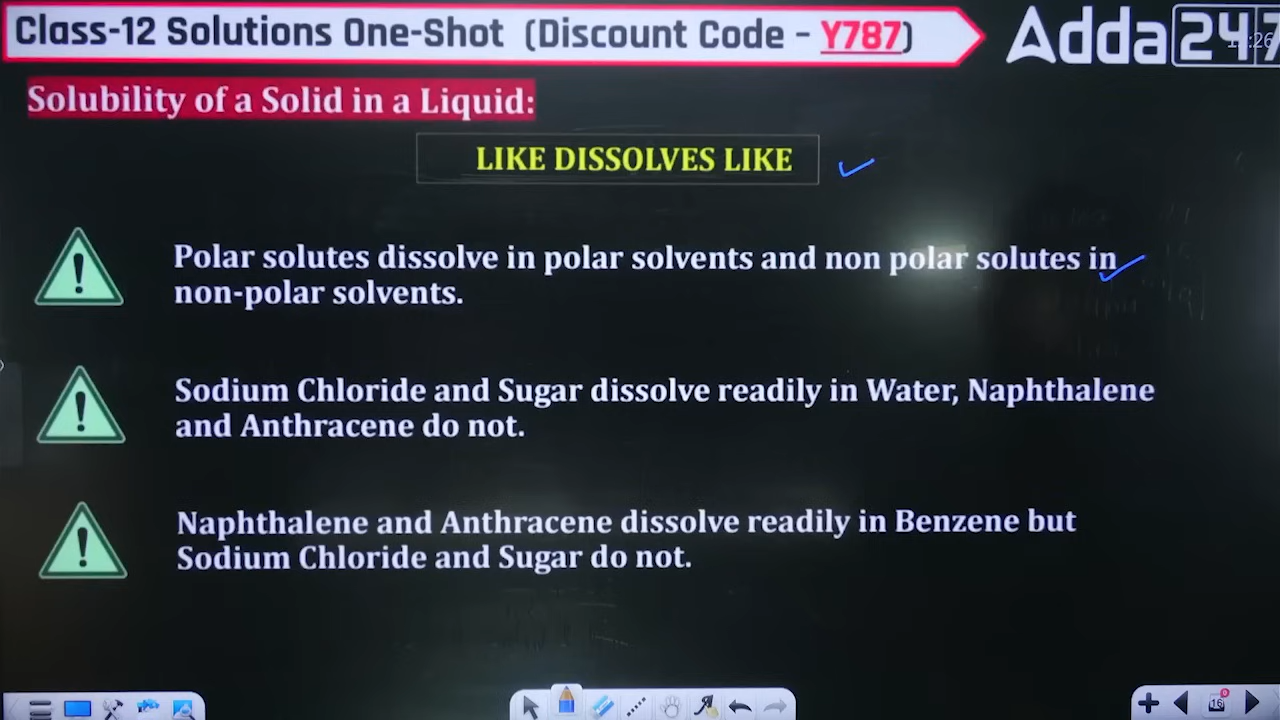 Class-12 Solutions One-Shot (Discount Code - Y787)
Adda247
Solubility of a Solid in a Liquid:
LIKE DISSOLVES LIKE
Polar solutes dissolve in polar solvents and non polar solutes in
non-polar solvents.
Sodium Chloride and Sugar dissolve readily in Water, Naphthalene
and Anthracene do not.
Naphthalene and Anthracene dissolve readily in Benzene but
Sodium Chloride and Sugar do not.
16